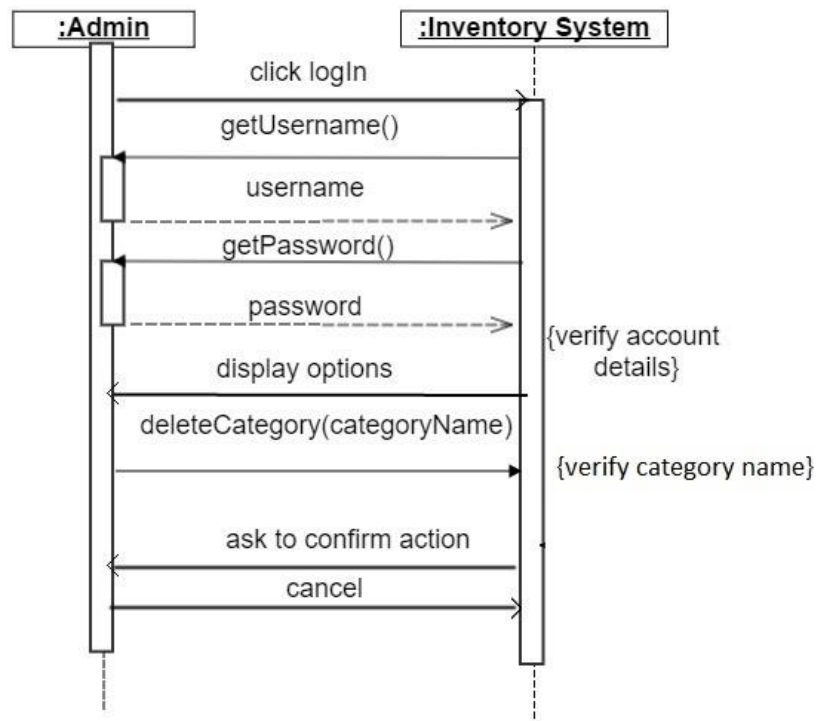 :Admin
:Inventory System
click logIn
getUsername()
username
getPassword()
password
{verify account
details}
display options
deleteCategory(categoryName)
{verify category name}
ask to confirm action
cancel